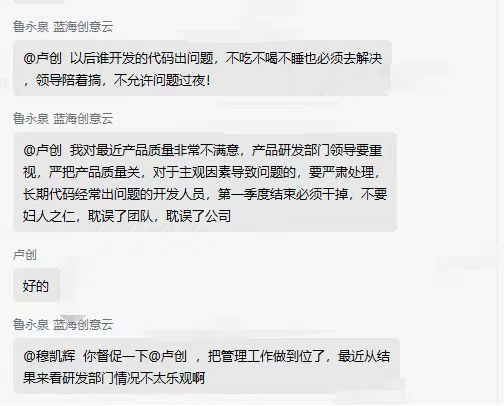 鲁永泉 蓝海创意云
@卢创 以后谁开发的代码出问题，不吃不喝不睡也必须去解决
，领导陪着搞，不允许问题过夜！
鲁永泉 蓝海创意云
@卢创 我对最近产品质量非常不满意，产品研发部门领导要重
视，严把产品质量关，对于主观因素导致问题的，要严肃处理，
长期代码经常出问题的开发人员，第一季度结束必须干掉，不要
妇人之仁，耽误了团队，耽误了公司
卢创
好的
鲁永泉 蓝海创意云
@穆凯辉 你督促一下@卢创 ，把管理工作做到位了，最近从结
果来看研发部门情况不太乐观啊